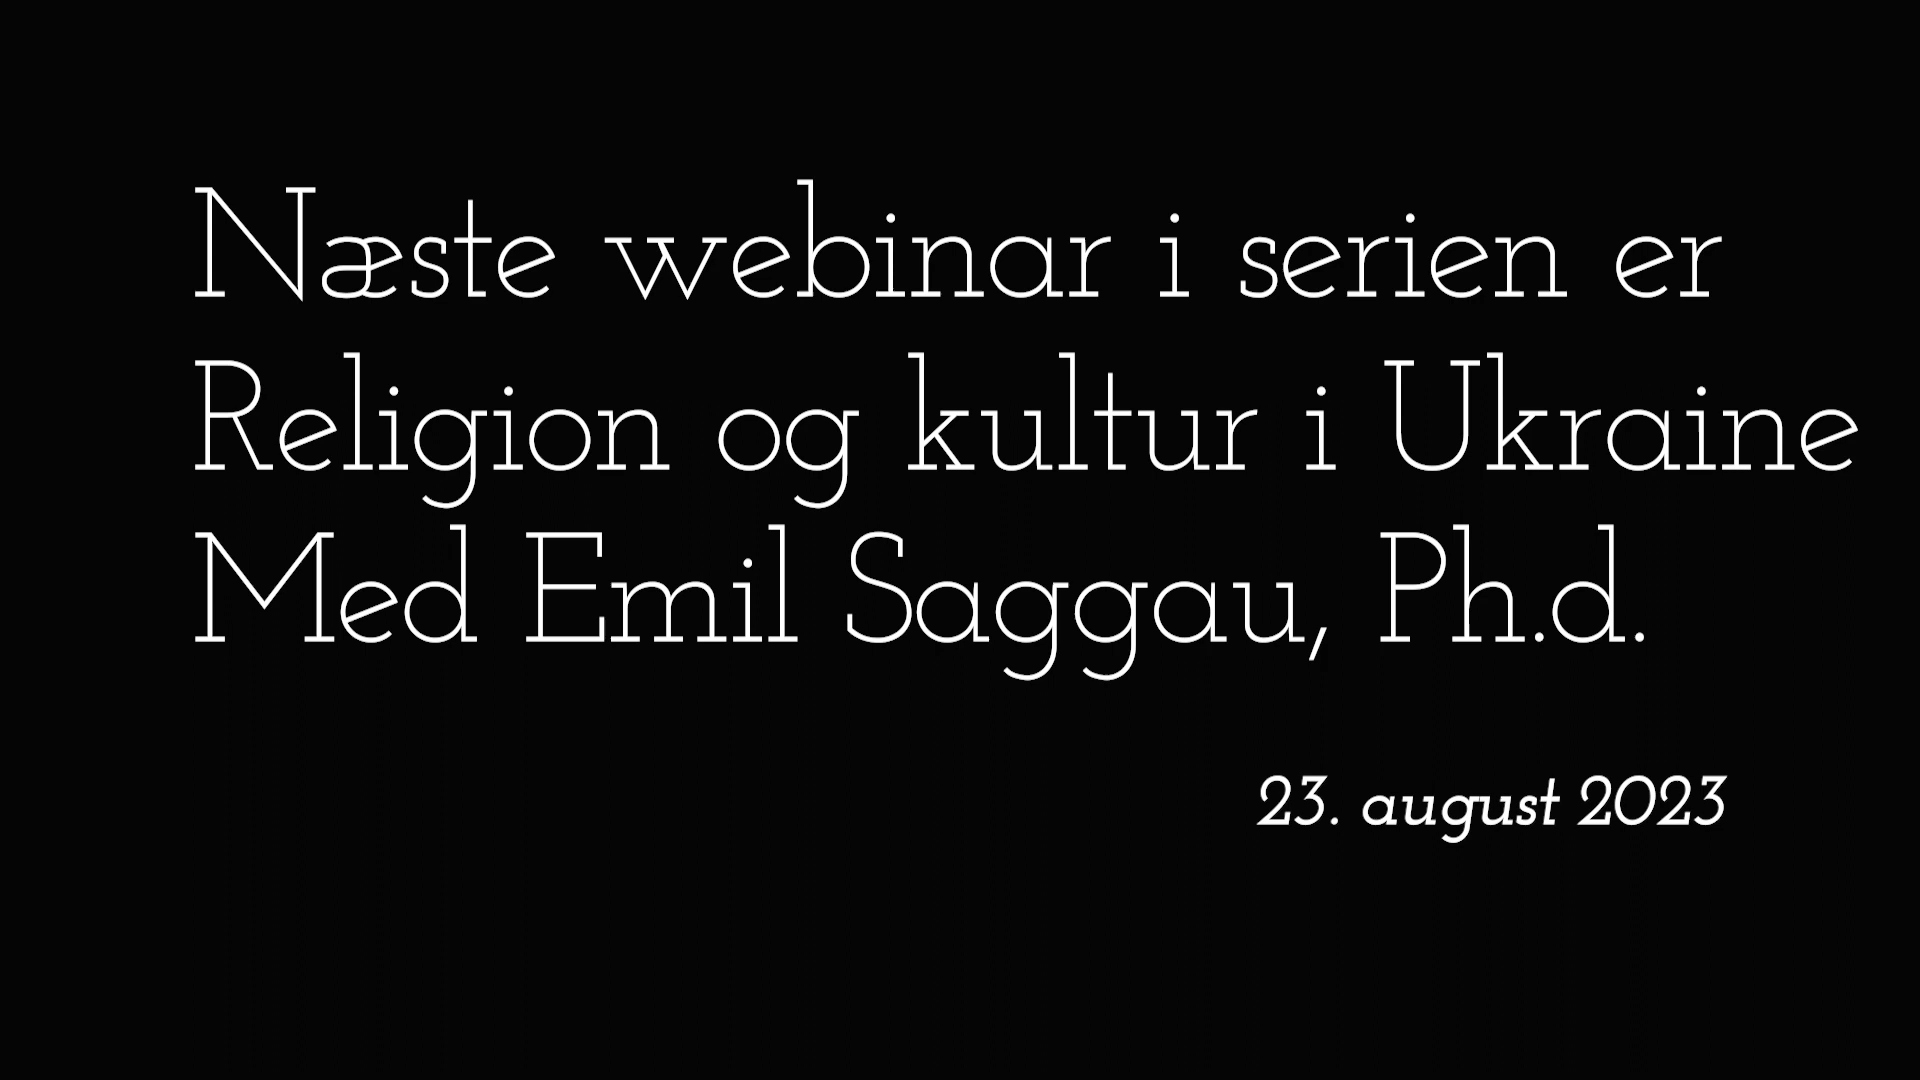 Næste webinar i serien er
Religion og kultur i Ukraine
Med Emil Saggau, Ph.d.
23. august 2023